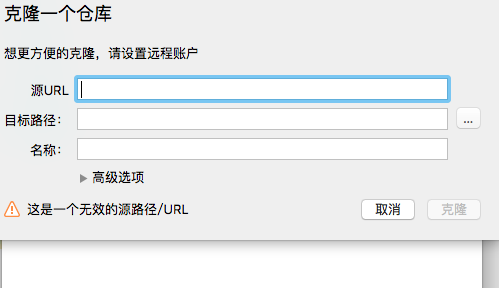 克隆一个仓库
想更方便的克隆，请设置远程账户
源URL
目标路径：
...
名称：
高级选项
这是一个无效的源路径/URL
取消
克隆